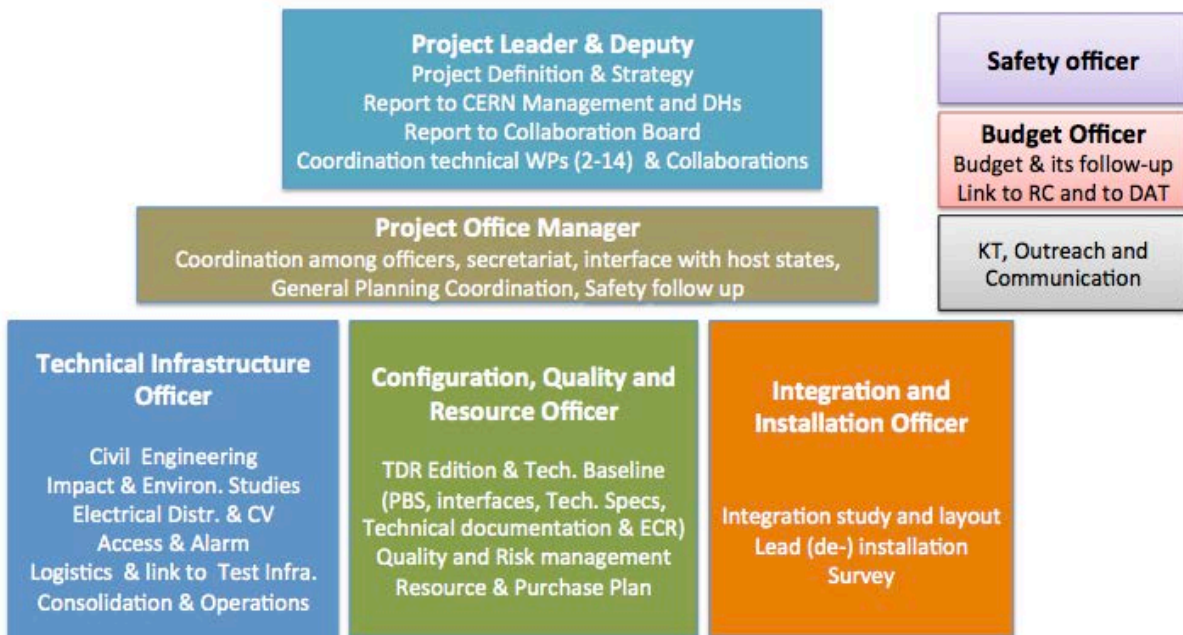 Project Leader & Deputy
Project Definition & Strategy
Report to CERN Management and DHs
Report to Collaboration Board
Coordination technical WPs (2-14) & Collaborations
Safety officer
Budget Officer
Budget & its follow-up
Link to RC and to DAT
KT, Outreach and
Communication
Project Office Manager
Coordination among officers, secretariat, interface with host states,
General Planning Coordination, Safety follow up
Technical Infrastructure
Officer
Civil Engineering
Impact & Environ. Studies
Electrical Distr. & CV
Access & Alarm
Logistics & link to Test Infra.
Consolidation & Operations
Configuration, Quality and
Resource Officer
TDR Edition & Tech. Baseline
(PBS, interfaces, Tech. Specs,
Technical documentation & ECR)
Quality and Risk management
Resource & Purchase Plan
Integration and
Installation Officer
Integration study and layout
Lead (de-) installation
Survey